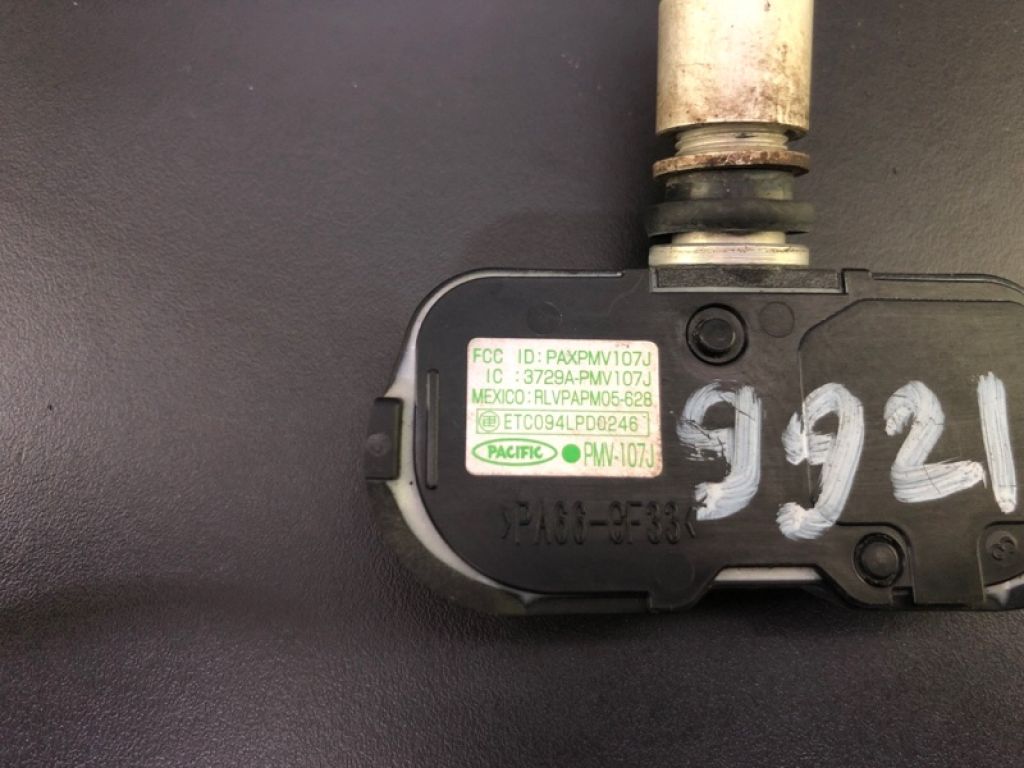 FCC ID: PAXPMV107J
IC : 3729A-PMV107J
MEXICO: RLVPAPM05-628
ETC094LPD0246
PACIFIC ● PMV-107J
9921
>PA66-GF33<